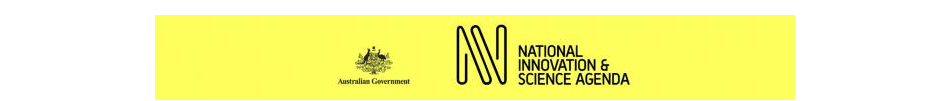 Australian Government
NATIONAL
INNOVATION &
SCIENCE AGENDA